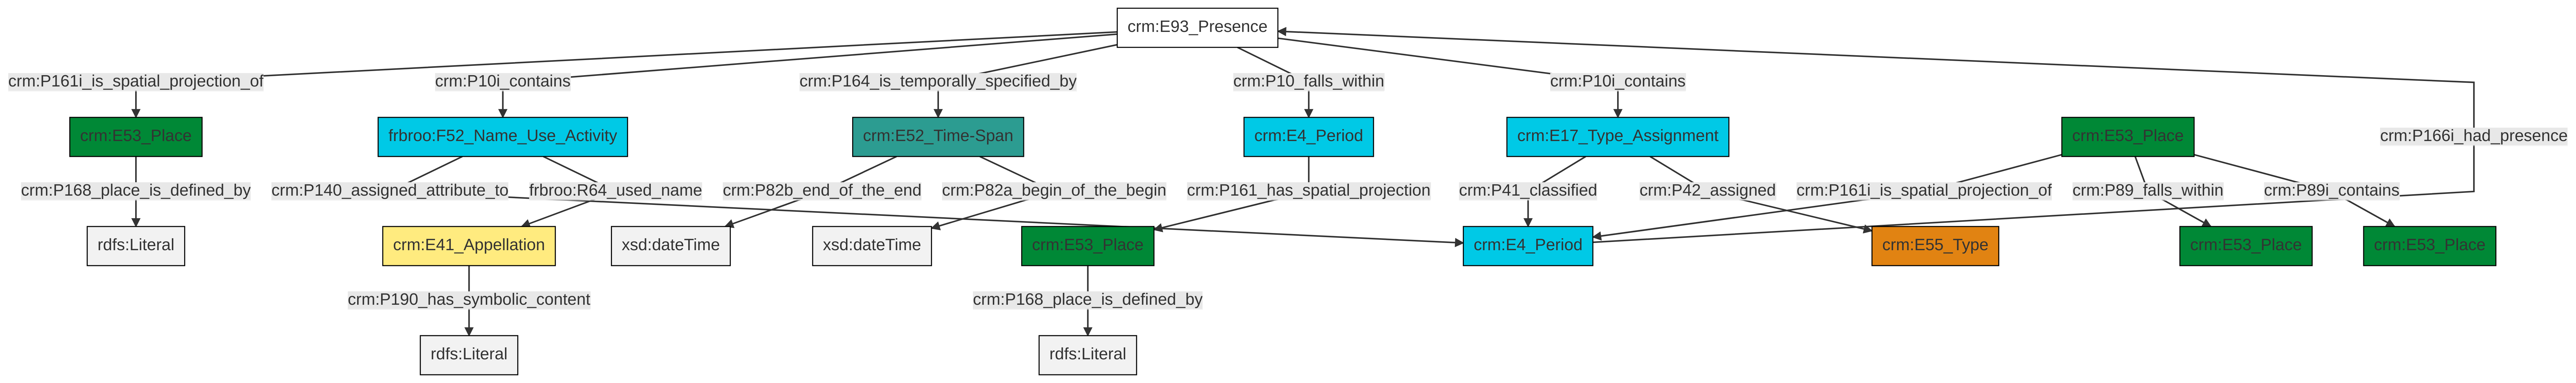 crm:E93_Presence
crm:P161i_is_spatial_projection_of
crm:P10i_contains
crm:P164_is_temporally_specified_by
crm:P10_falls_within
crm:P10i_contains
crm:E53_Place
frbroo:F52_Name_Use_Activity
crm:E52_Time-Span
crm:E4_Period
crm:E17_Type_Assignment
crm:E53_Place
crm:P166i_had_presence
crm:P168_place_is_defined_by
crm:P140_assigned_attribute_to
frbroo:R64_used_name
crm:P82b_end_of_the_end
crm:P82a_begin_of_the_begin
crm:P161_has_spatial_projection
crm:P41_classified
crm:P42_assigned
crm:P161i_is_spatial_projection_of
crm:P89_falls_within
crm:P89i_contains
rdfs:Literal
crm:E41_Appellation
xsd:dateTime
xsd:dateTime
crm:E53_Place
crm:E4_Period
crm:E55_Type
crm:E53_Place
crm:E53_Place
crm:P190_has_symbolic_content
crm:P168_place_is_defined_by
rdfs:Literal
rdfs:Literal